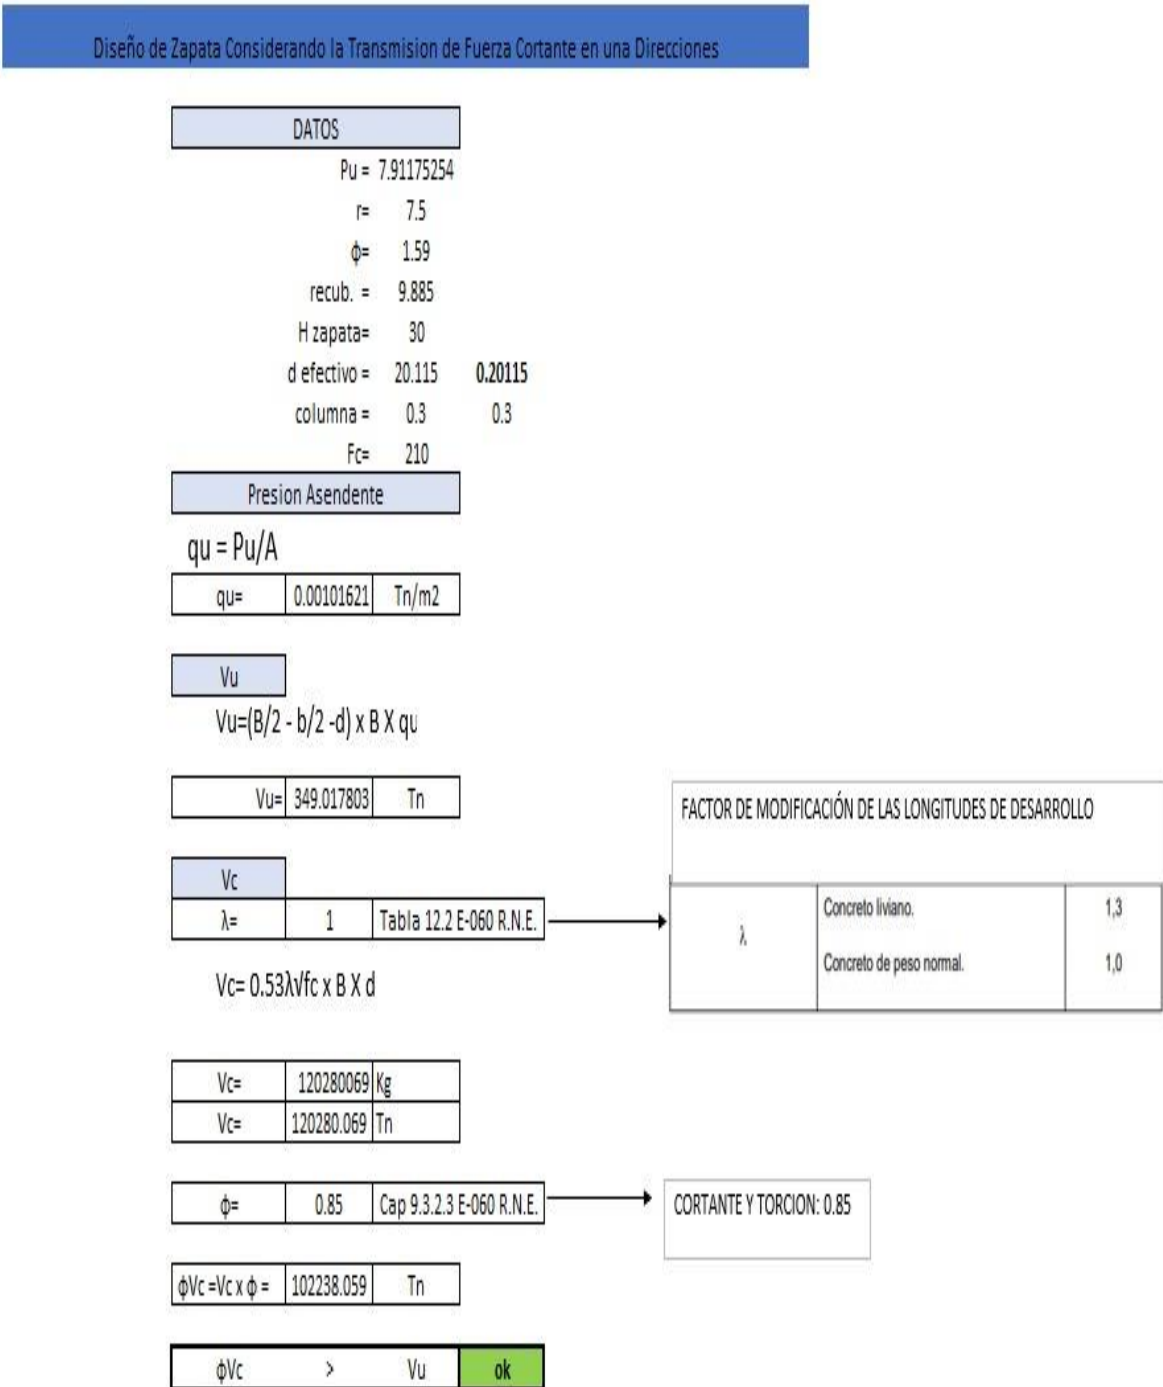 Diseño de Zapata Considerando la Transmision de Fuerza Cortante en una Direcciones
DATOS
Pu = 7.91175254
r= 7.5
ф= 1.59
recub. = 9.885
H zapata= 30
d efectivo = 20.115 0.20115
columna = 0.3 0.3
Fc= 210
Presion Asendente
qu = Pu/A
qu= 0.00101621 Tn/m2
Vu
Vu=(B/2 - b/2 -d) x B X qu
Vu= 349.017803 Tn
FACTOR DE MODIFICACIÓN DE LAS LONGITUDES DE DESARROLLO
Vc
λ= 1 Tabla 12.2 E-060 R.N.E.
λ Concreto liviano. 1,3
Concreto de peso normal. 1,0
Vc= 0.53λ√fc x B X d
Vc= 120280069 Kg
Vc= 120280.069 Tn
ф= 0.85 Cap 9.3.2.3 E-060 R.N.E.
CORTANTE Y TORCION: 0.85
фVc =Vc x ф = 102238.059 Tn
фVc > Vu ok